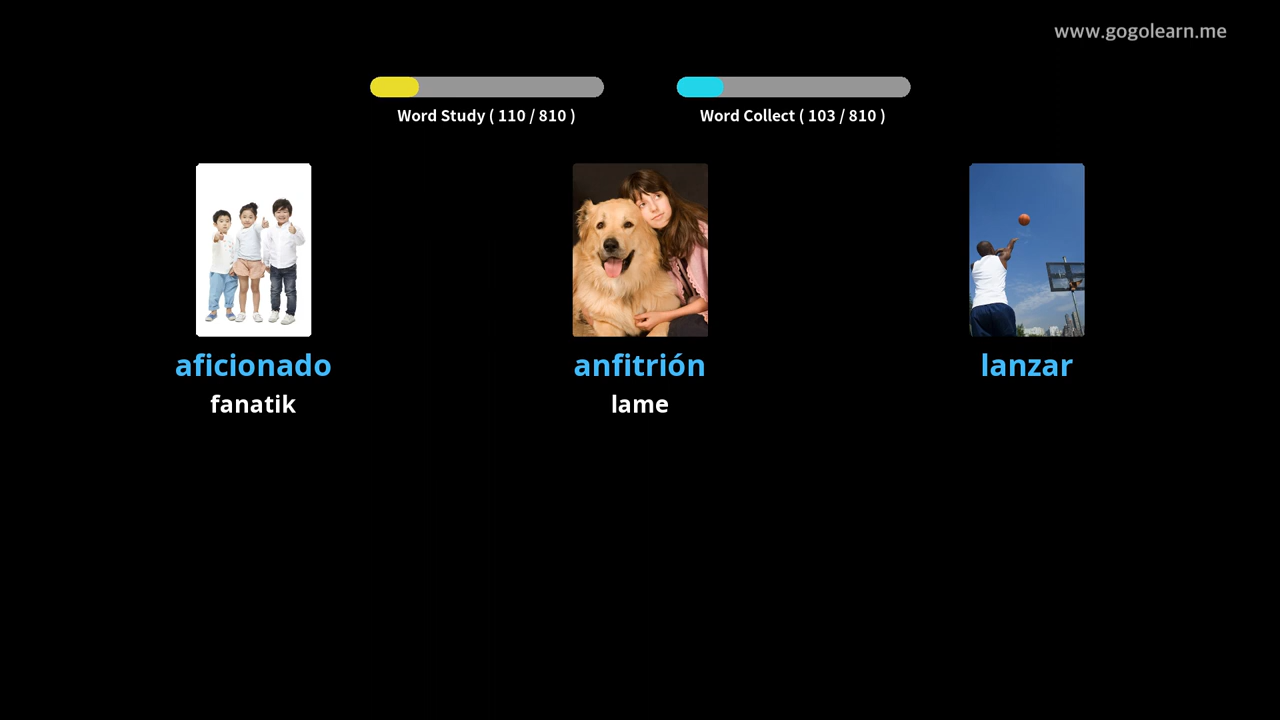 www.gogolearn.me
Word Study ( 110 / 810 )
Word Collect ( 103 / 810 )
aficionado
fanatik
anfitrión
lame
lanzar